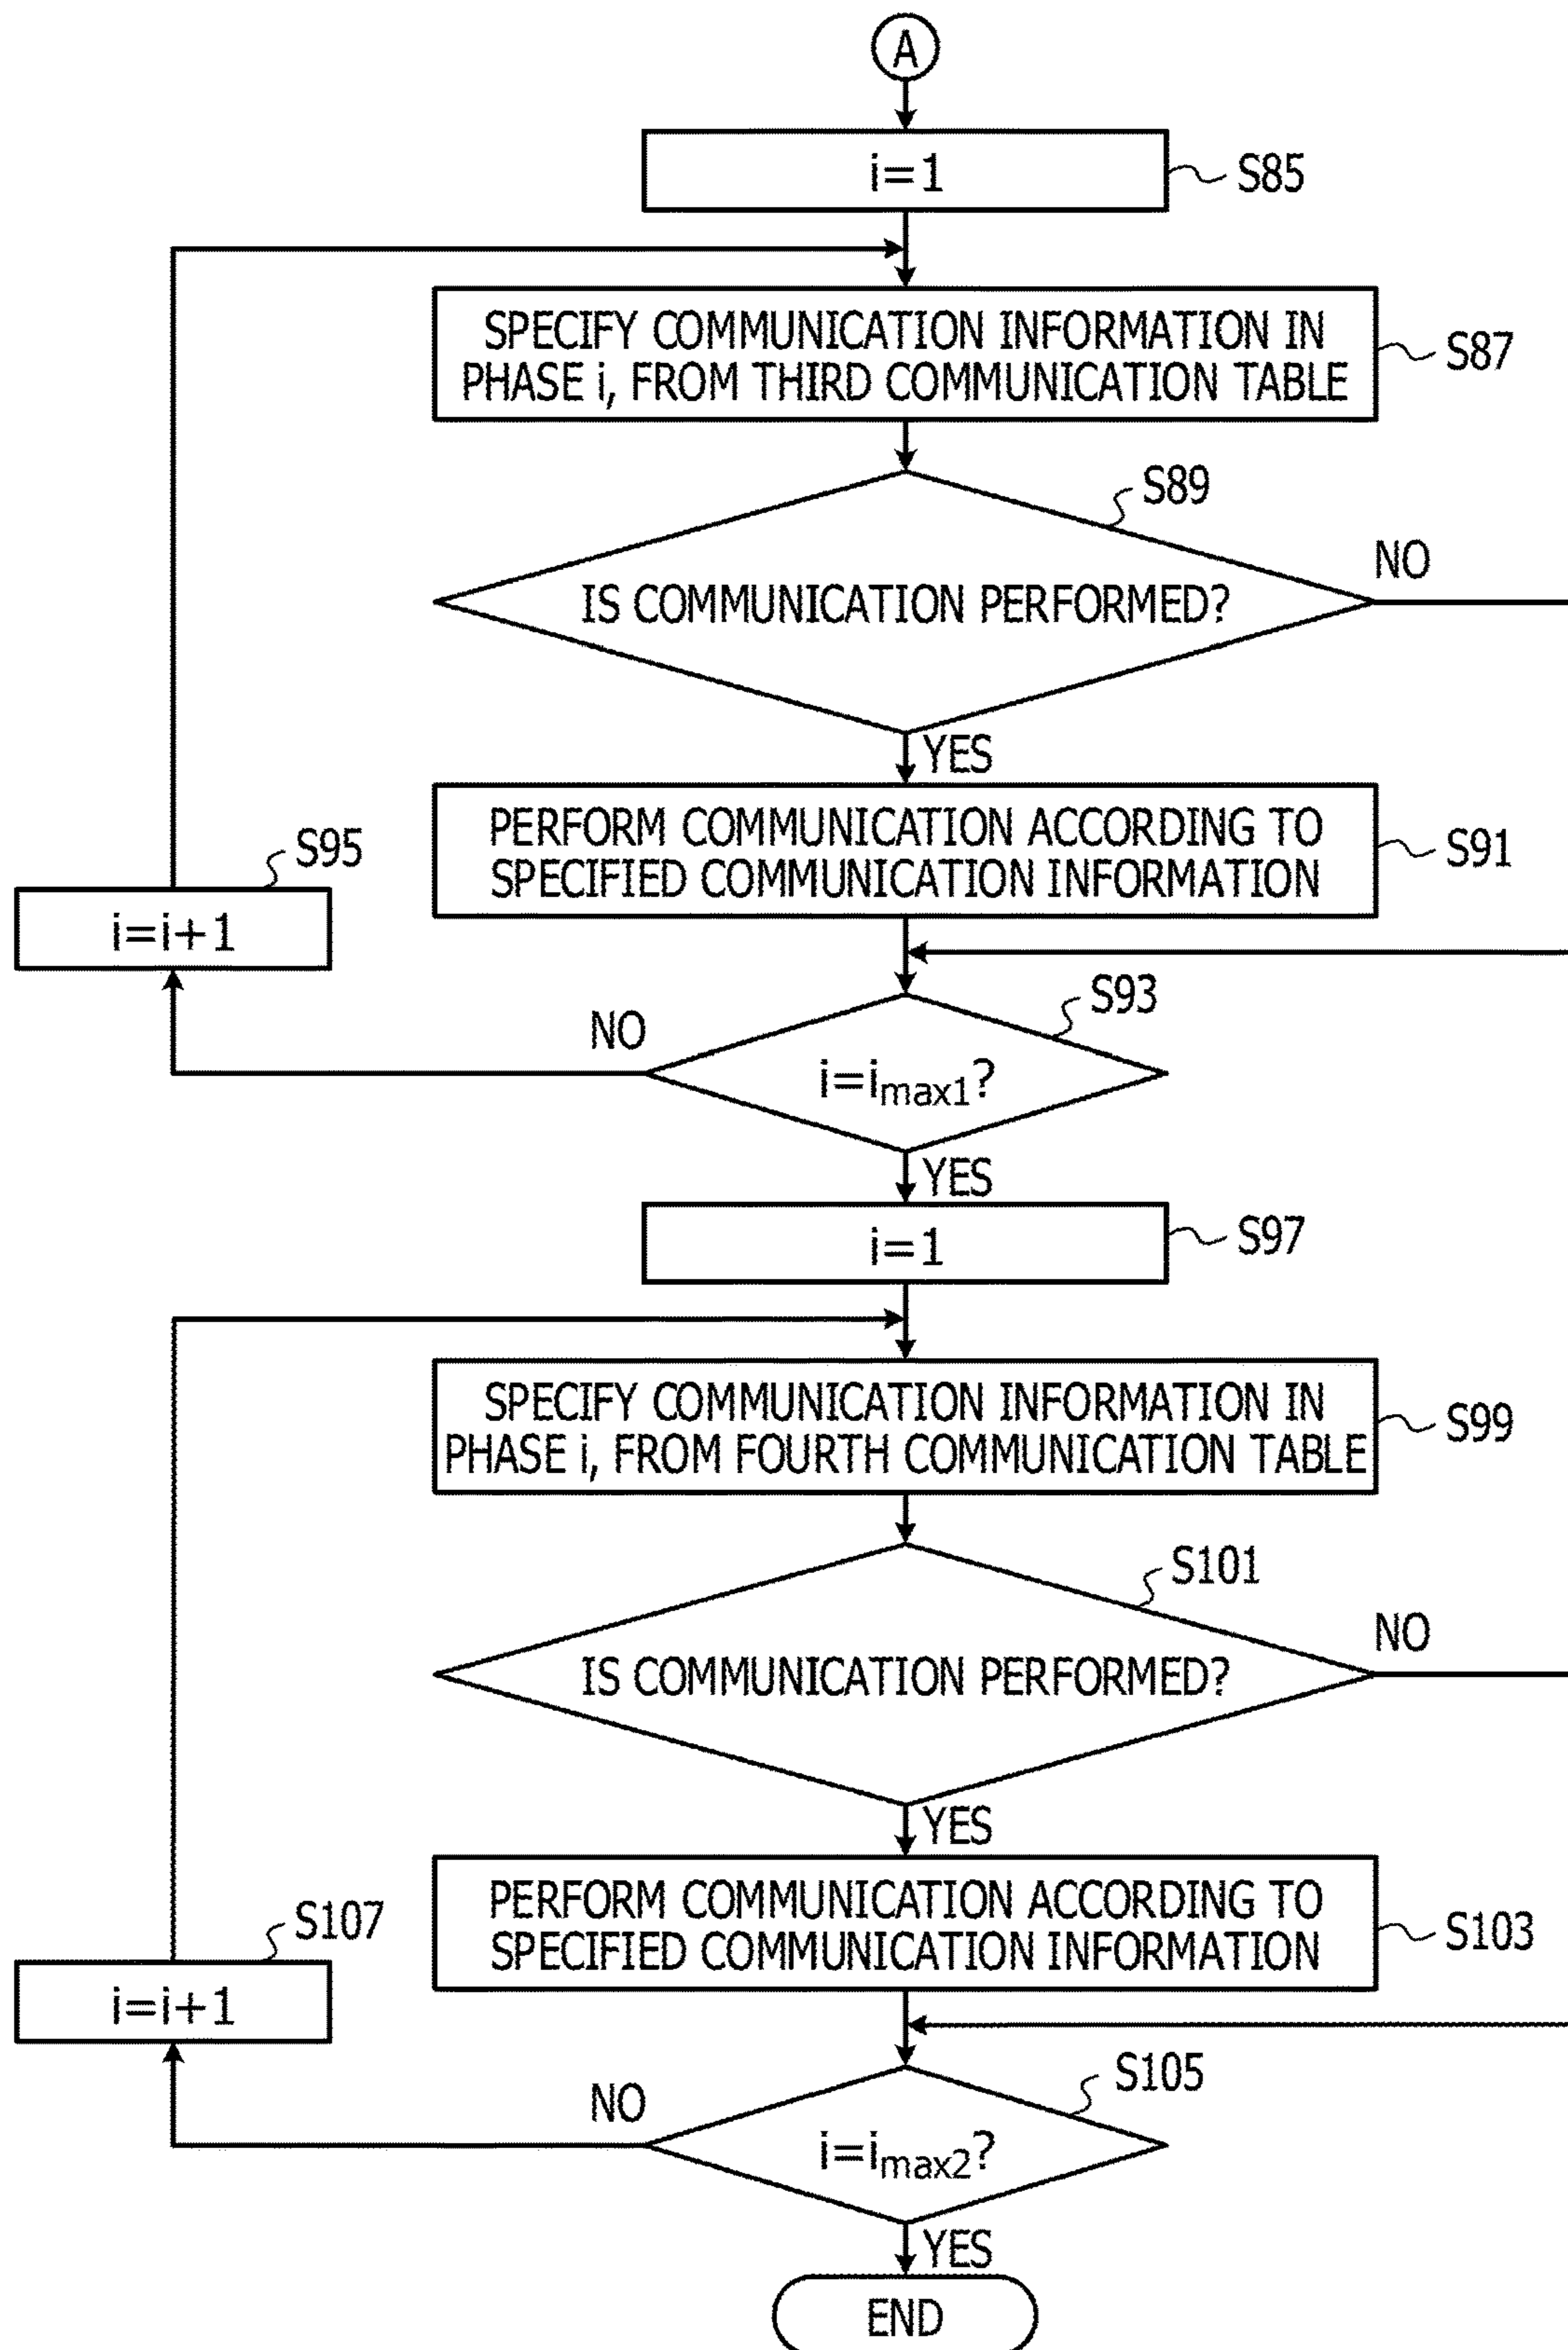 A
i=1
S85
SPECIFY COMMUNICATION INFORMATION IN
PHASE i, FROM THIRD COMMUNICATION TABLE
S87
S89
NO
IS COMMUNICATION PERFORMED?
YES
PERFORM COMMUNICATION ACCORDING TO
SPECIFIED COMMUNICATION INFORMATION
S91
S95
i=i+1
S93
NO
i=imax1?
YES
i=1
S97
SPECIFY COMMUNICATION INFORMATION IN
PHASE i, FROM FOURTH COMMUNICATION TABLE
S99
S101
NO
IS COMMUNICATION PERFORMED?
YES
PERFORM COMMUNICATION ACCORDING TO
SPECIFIED COMMUNICATION INFORMATION
S103
S107
i=i+1
S105
NO
i=imax2?
YES
END